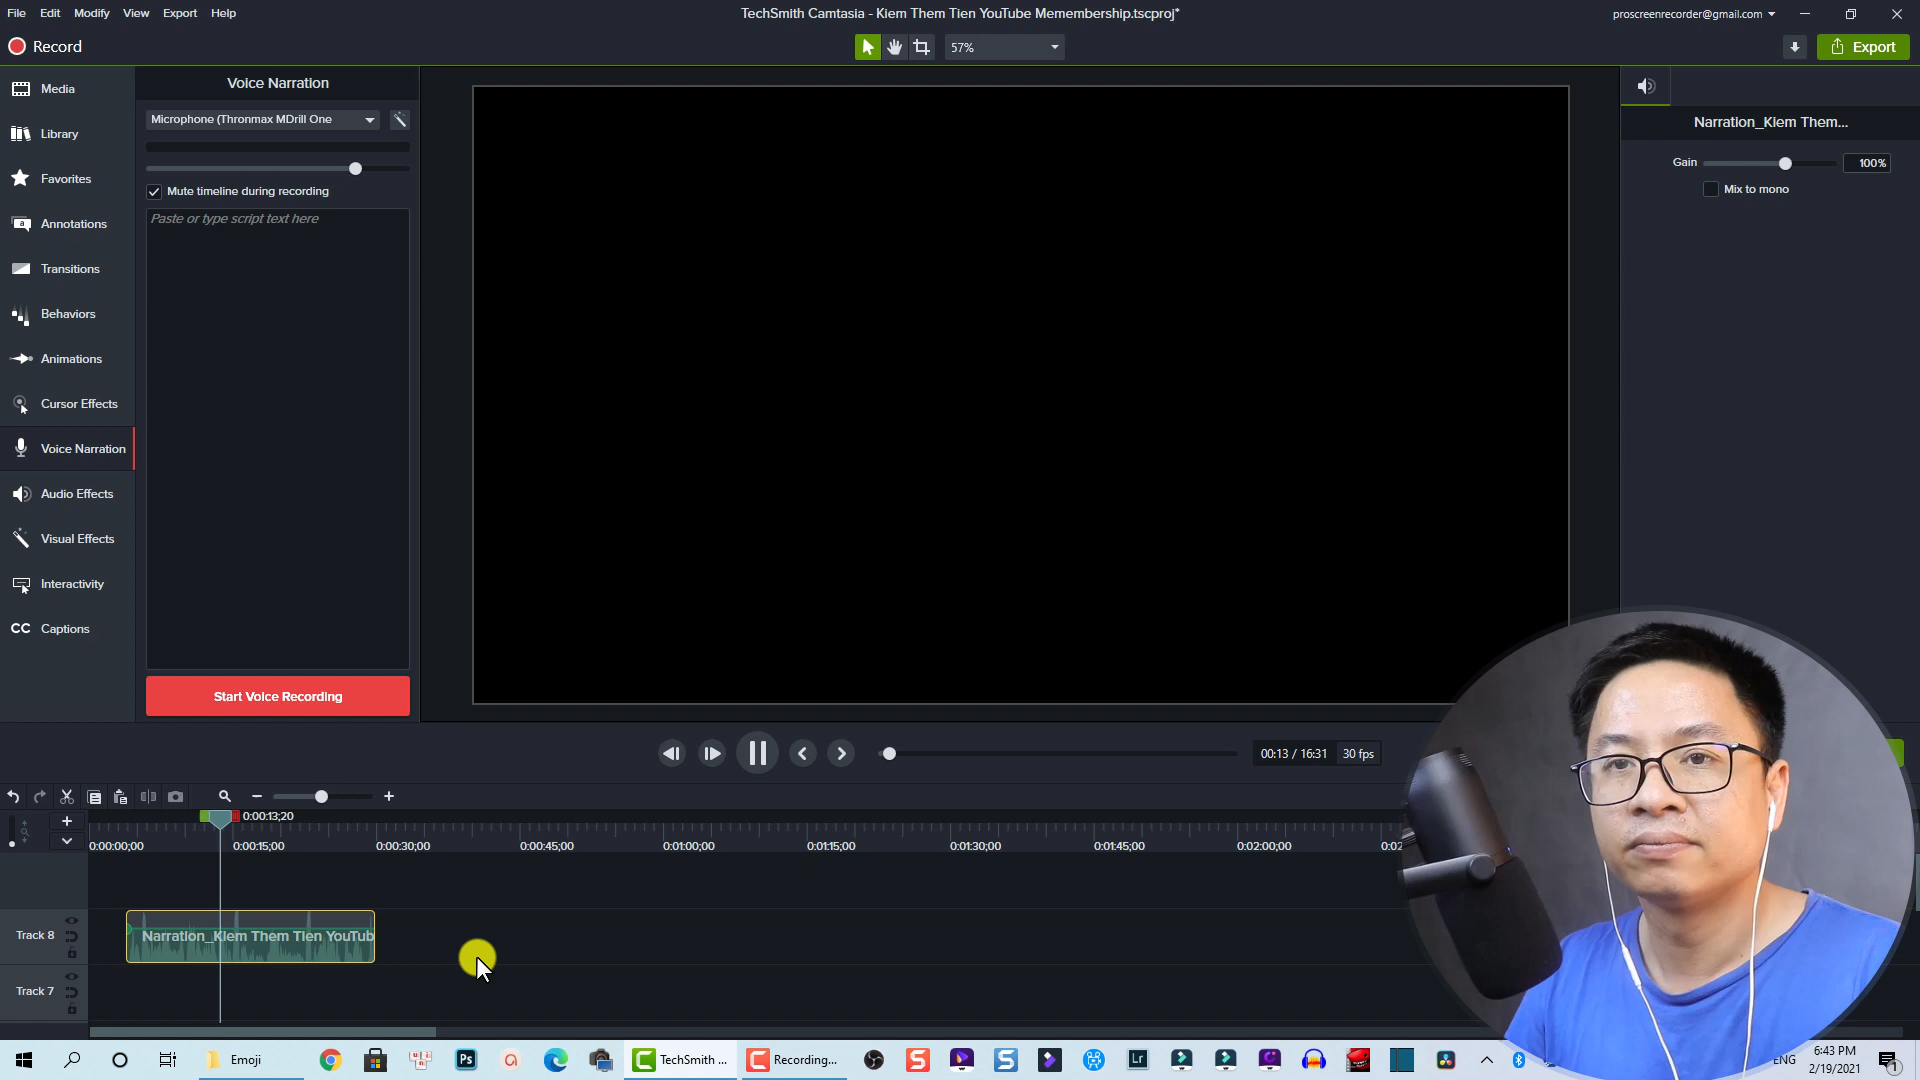 File Edit Modify View Export Help
TechSmith Camtasia - Kiem Them Tien YouTube Memembership.tscproj*
proscreenrecorder@gmail.com
Record
57%
Export
Media
Library
Favorites
Annotations
Transitions
Behaviors
Animations
Cursor Effects
Voice Narration
Audio Effects
Visual Effects
Interactivity
CC Captions
Voice Narration
Microphone (Thronmax MDrill One
Mute timeline during recording
Paste or type script text here
Start Voice Recording
Narration_Kiem Them...
Gain 100%
Mix to mono
00:13 / 16:31 30 fps
0:00:13;20
0:00:00;00 0:00:15;00 0:00:30;00 0:00:45;00 0:01:00;00 0:01:15;00 0:01:30;00 0:01:45;00 0:02:00;00
Track 8
Narration_Kiem Them Tien YouTub
Track 7
Emoji
Ps
TechSmith ...
Recording...
Lr
ENG
6:43 PM
2/19/2021
1